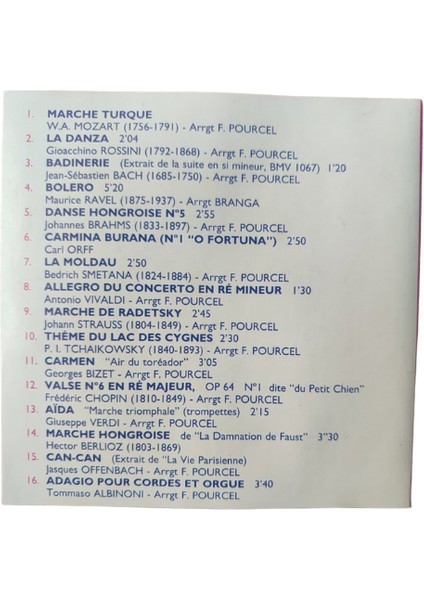 1. MARCHE TURQUE
W.A. MOZART (1756-1791) - Arrgt F. POURCEL
2. LA DANZA 2'04
Gioacchino ROSSINI (1792-1868) - Arrgt F. POURCEL
3. BADINERIE (Extrait de la suite en si mineur, BMV 1067) 1'20
Jean-Sébastien BACH (1685-1750) - Arrgt F. POURCEL
4. BOLERO 5'20
Maurice RAVEL (1875-1937) - Arrgt BRANGA
5. DANSE HONGROISE N°5 2'55
Johannes BRAHMS (1833-1897) - Arrgt F. POURCEL
6. CARMINA BURANA (N°1 "O FORTUNA") 2'50
Carl ORFF
7. LA MOLDAU 2'50
Bedrich SMETANA (1824-1884) - Arrgt F. POURCEL
8. ALLEGRO DU CONCERTO EN RÉ MINEUR 1'30
Antonio VIVALDI - Arrgt F. POURCEL
9. MARCHE DE RADETSKY 2'45
Johann STRAUSS (1804-1849) - Arrgt F. POURCEL
10. THÈME DU LAC DES CYGNES 2'30
P. I. TCHAIKOWSKY (1840-1893) - Arrgt F. POURCEL
11. CARMEN "Air du toréador" 3'05
Georges BIZET - Arrgt F. POURCEL
12. VALSE N°6 EN RÉ MAJEUR, OP 64 N°1 dite "du Petit Chien"
Frédéric CHOPIN (1810-1849) - Arrgt F. POURCEL
13. AÏDA "Marche triomphale" (trompettes) 2'15
Giuseppe VERDI - Arrgt F. POURCEL
14. MARCHE HONGROISE de "La Damnation de Faust" 3"30
Hector BERLIOZ (1803-1869)
15. CAN-CAN (Extrait de "La Vie Parisienne)
Jasques OFFENBACH - Arrgt F. POURCEL
16. ADAGIO POUR CORDES ET ORGUE 3'40
Tommaso ALBINONI - Arrgt F. POURCEL